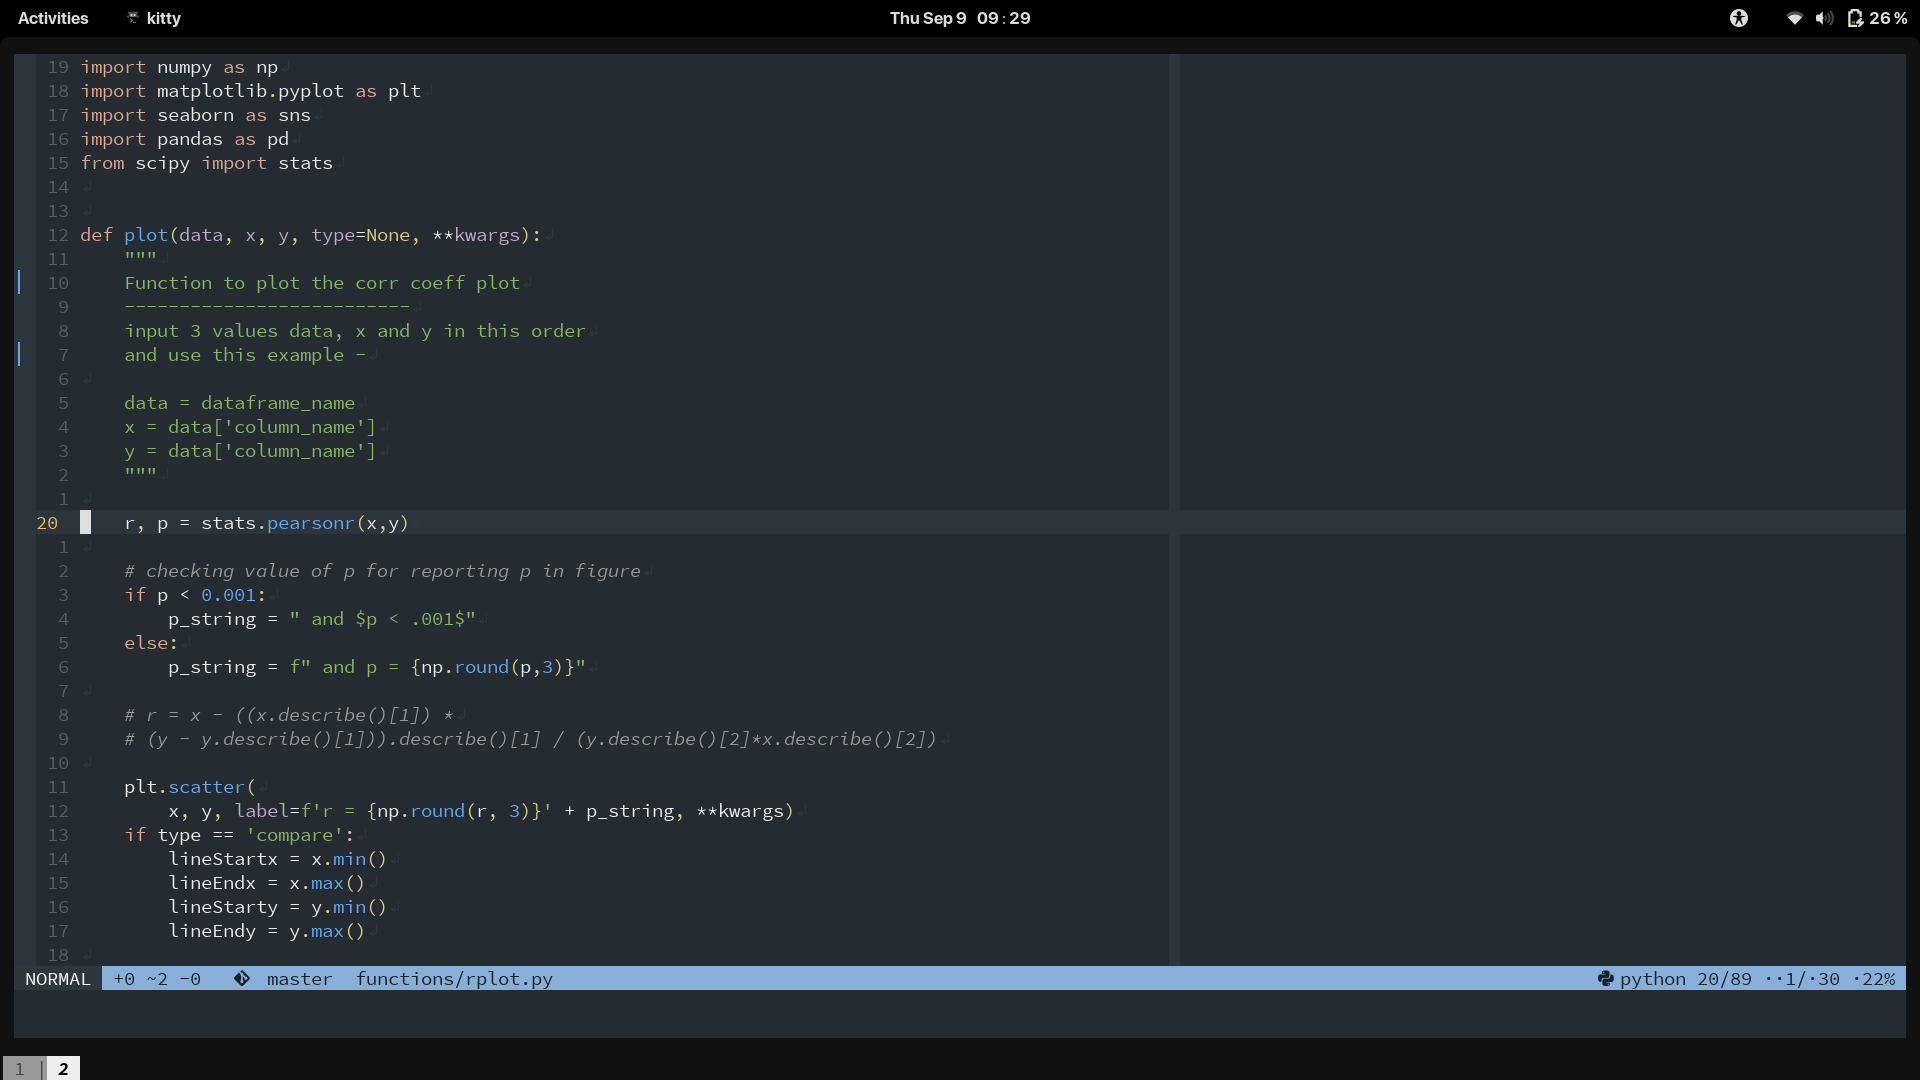 Activities kitty Thu Sep 9 09:29 26%
19 import numpy as np
18 import matplotlib.pyplot as plt
17 import seaborn as sns
16 import pandas as pd
15 from scipy import stats
14
13
12 def plot(data, x, y, type=None, **kwargs):
11     """
10     Function to plot the corr coeff plot
9     --------------------------
8     input 3 values data, x and y in this order
7     and use this example -
6
5     data = dataframe_name
4     x = data['column_name']
3     y = data['column_name']
2     """
1
20     r, p = stats.pearsonr(x,y)
1
2     # checking value of p for reporting p in figure
3     if p < 0.001:
4         p_string = " and $p < .001$"
5     else:
6         p_string = f" and p = {np.round(p,3)}"
7
8     # r = x - ((x.describe()[1]) *
9     # (y - y.describe()[1])).describe()[1] / (y.describe()[2]*x.describe()[2])
10
11     plt.scatter(
12         x, y, label=f'r = {np.round(r, 3)}' + p_string, **kwargs)
13     if type == 'compare':
14         lineStartx = x.min()
15         lineEndx = x.max()
16         lineStarty = y.min()
17         lineEndy = y.max()
18
NORMAL +0 ~2 -0 master functions/rplot.py python 20/89 ··1/·30 ·22%
1 | 2